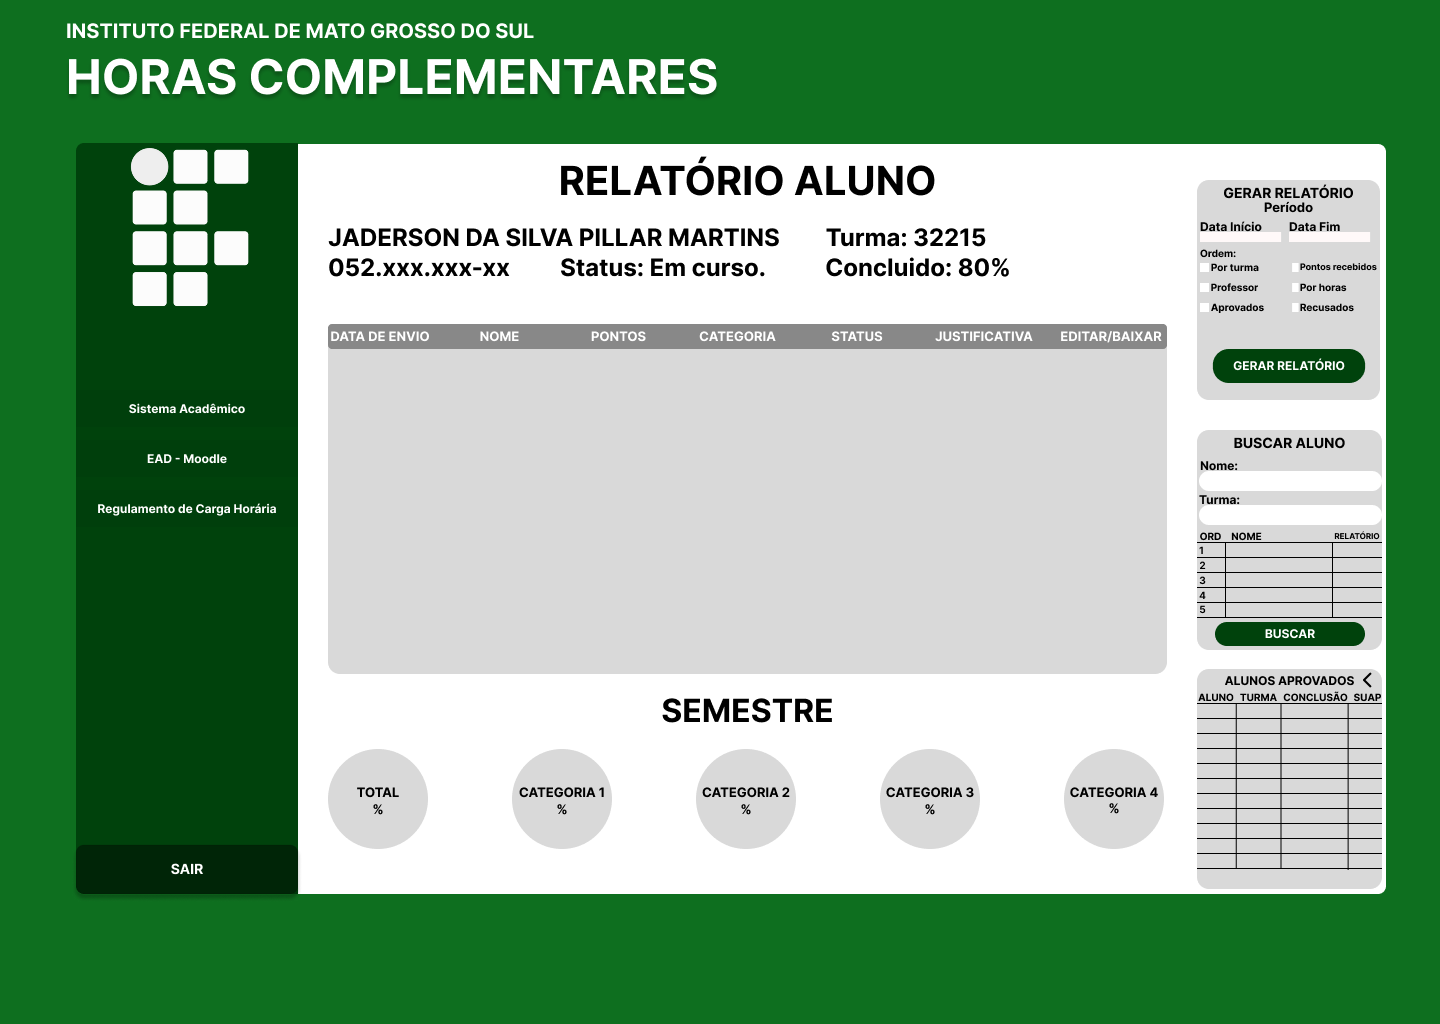 INSTITUTO FEDERAL DE MATO GROSSO DO SUL
HORAS COMPLEMENTARES
Sistema Acadêmico
EAD - Moodle
Regulamento de Carga Horária
SAIR
RELATÓRIO ALUNO
JADERSON DA SILVA PILLAR MARTINS Turma: 32215
052.xxx.xxx-xx Status: Em curso. Concluido: 80%
DATA DE ENVIO NOME PONTOS CATEGORIA STATUS JUSTIFICATIVA EDITAR/BAIXAR
SEMESTRE
TOTAL CATEGORIA 1 CATEGORIA 2 CATEGORIA 3 CATEGORIA 4
% % % % %
GERAR RELATÓRIO
Período
Data Início Data Fim
Ordem:
Por turma Pontos recebidos
Professor Por horas
Aprovados Recusados
GERAR RELATÓRIO
BUSCAR ALUNO
Nome:
Turma:
ORD NOME RELATÓRIO
1
2
3
4
5
BUSCAR
ALUNOS APROVADOS
ALUNO TURMA CONCLUSÃO SUAP